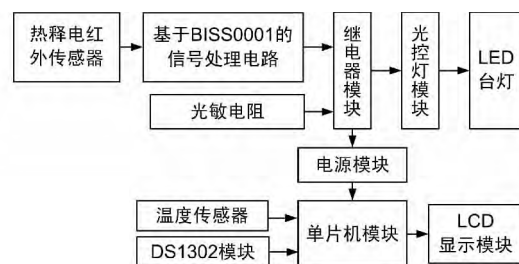 热释电红
外传感器
基于BISS0001的
信号处理电路
光敏电阻
继电器模块
光控灯模块
LED
台灯
电源模块
温度传感器
DS1302模块
单片机模块
LCD
显示模块